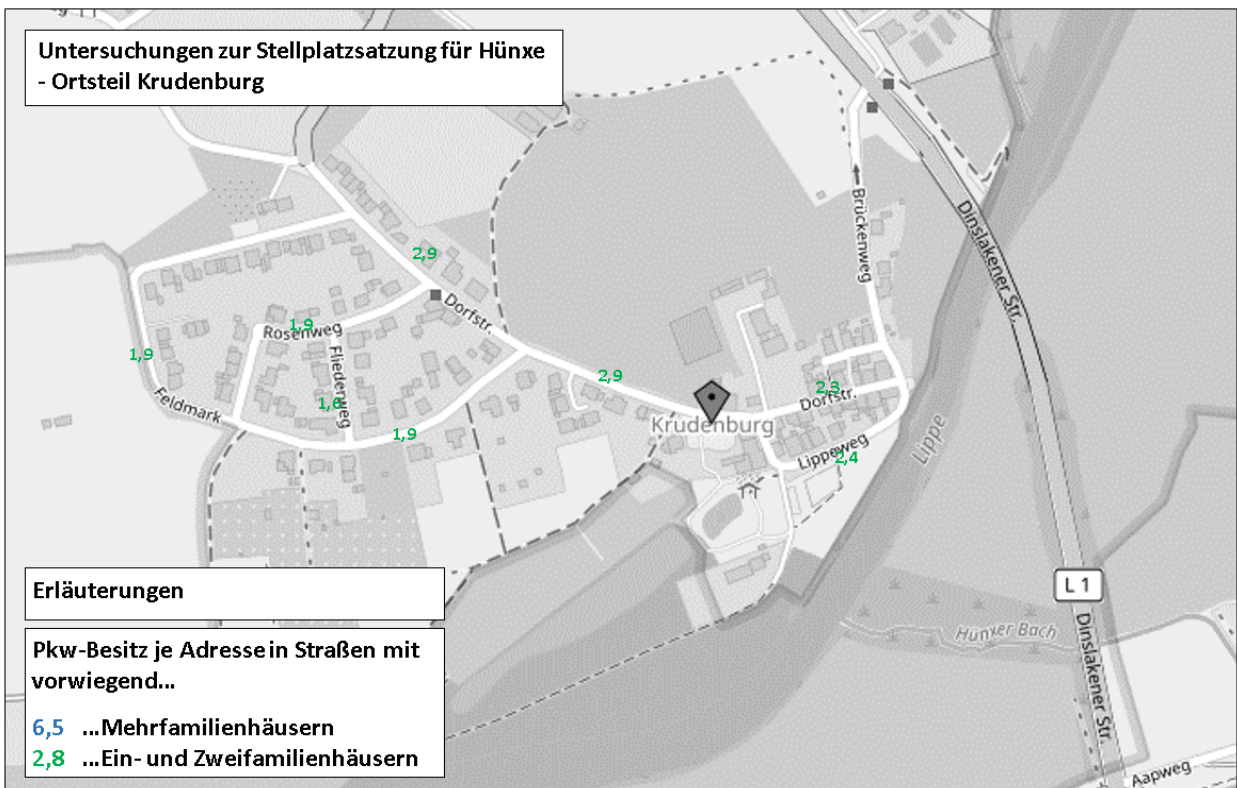 Untersuchungen zur Stellplatzsatzung für Hünxe
- Ortsteil Krudenburg
2,9
Dorfstr.
1,9
Rosenweg
1,9
Fliederweg
1,6
Feldmark
1,9
2,9
Brückenweg
Dinslakener Str.
2,3
Dorfstr.
Krudenburg
Lippeweg
2,4
Lippe
L 1
Hünxer Bach
Dinslakener Str.
Aapweg
Erläuterungen
Pkw-Besitz je Adresse in Straßen mit
vorwiegend...
6,5 ...Mehrfamilienhäusern
2,8 ...Ein- und Zweifamilienhäusern